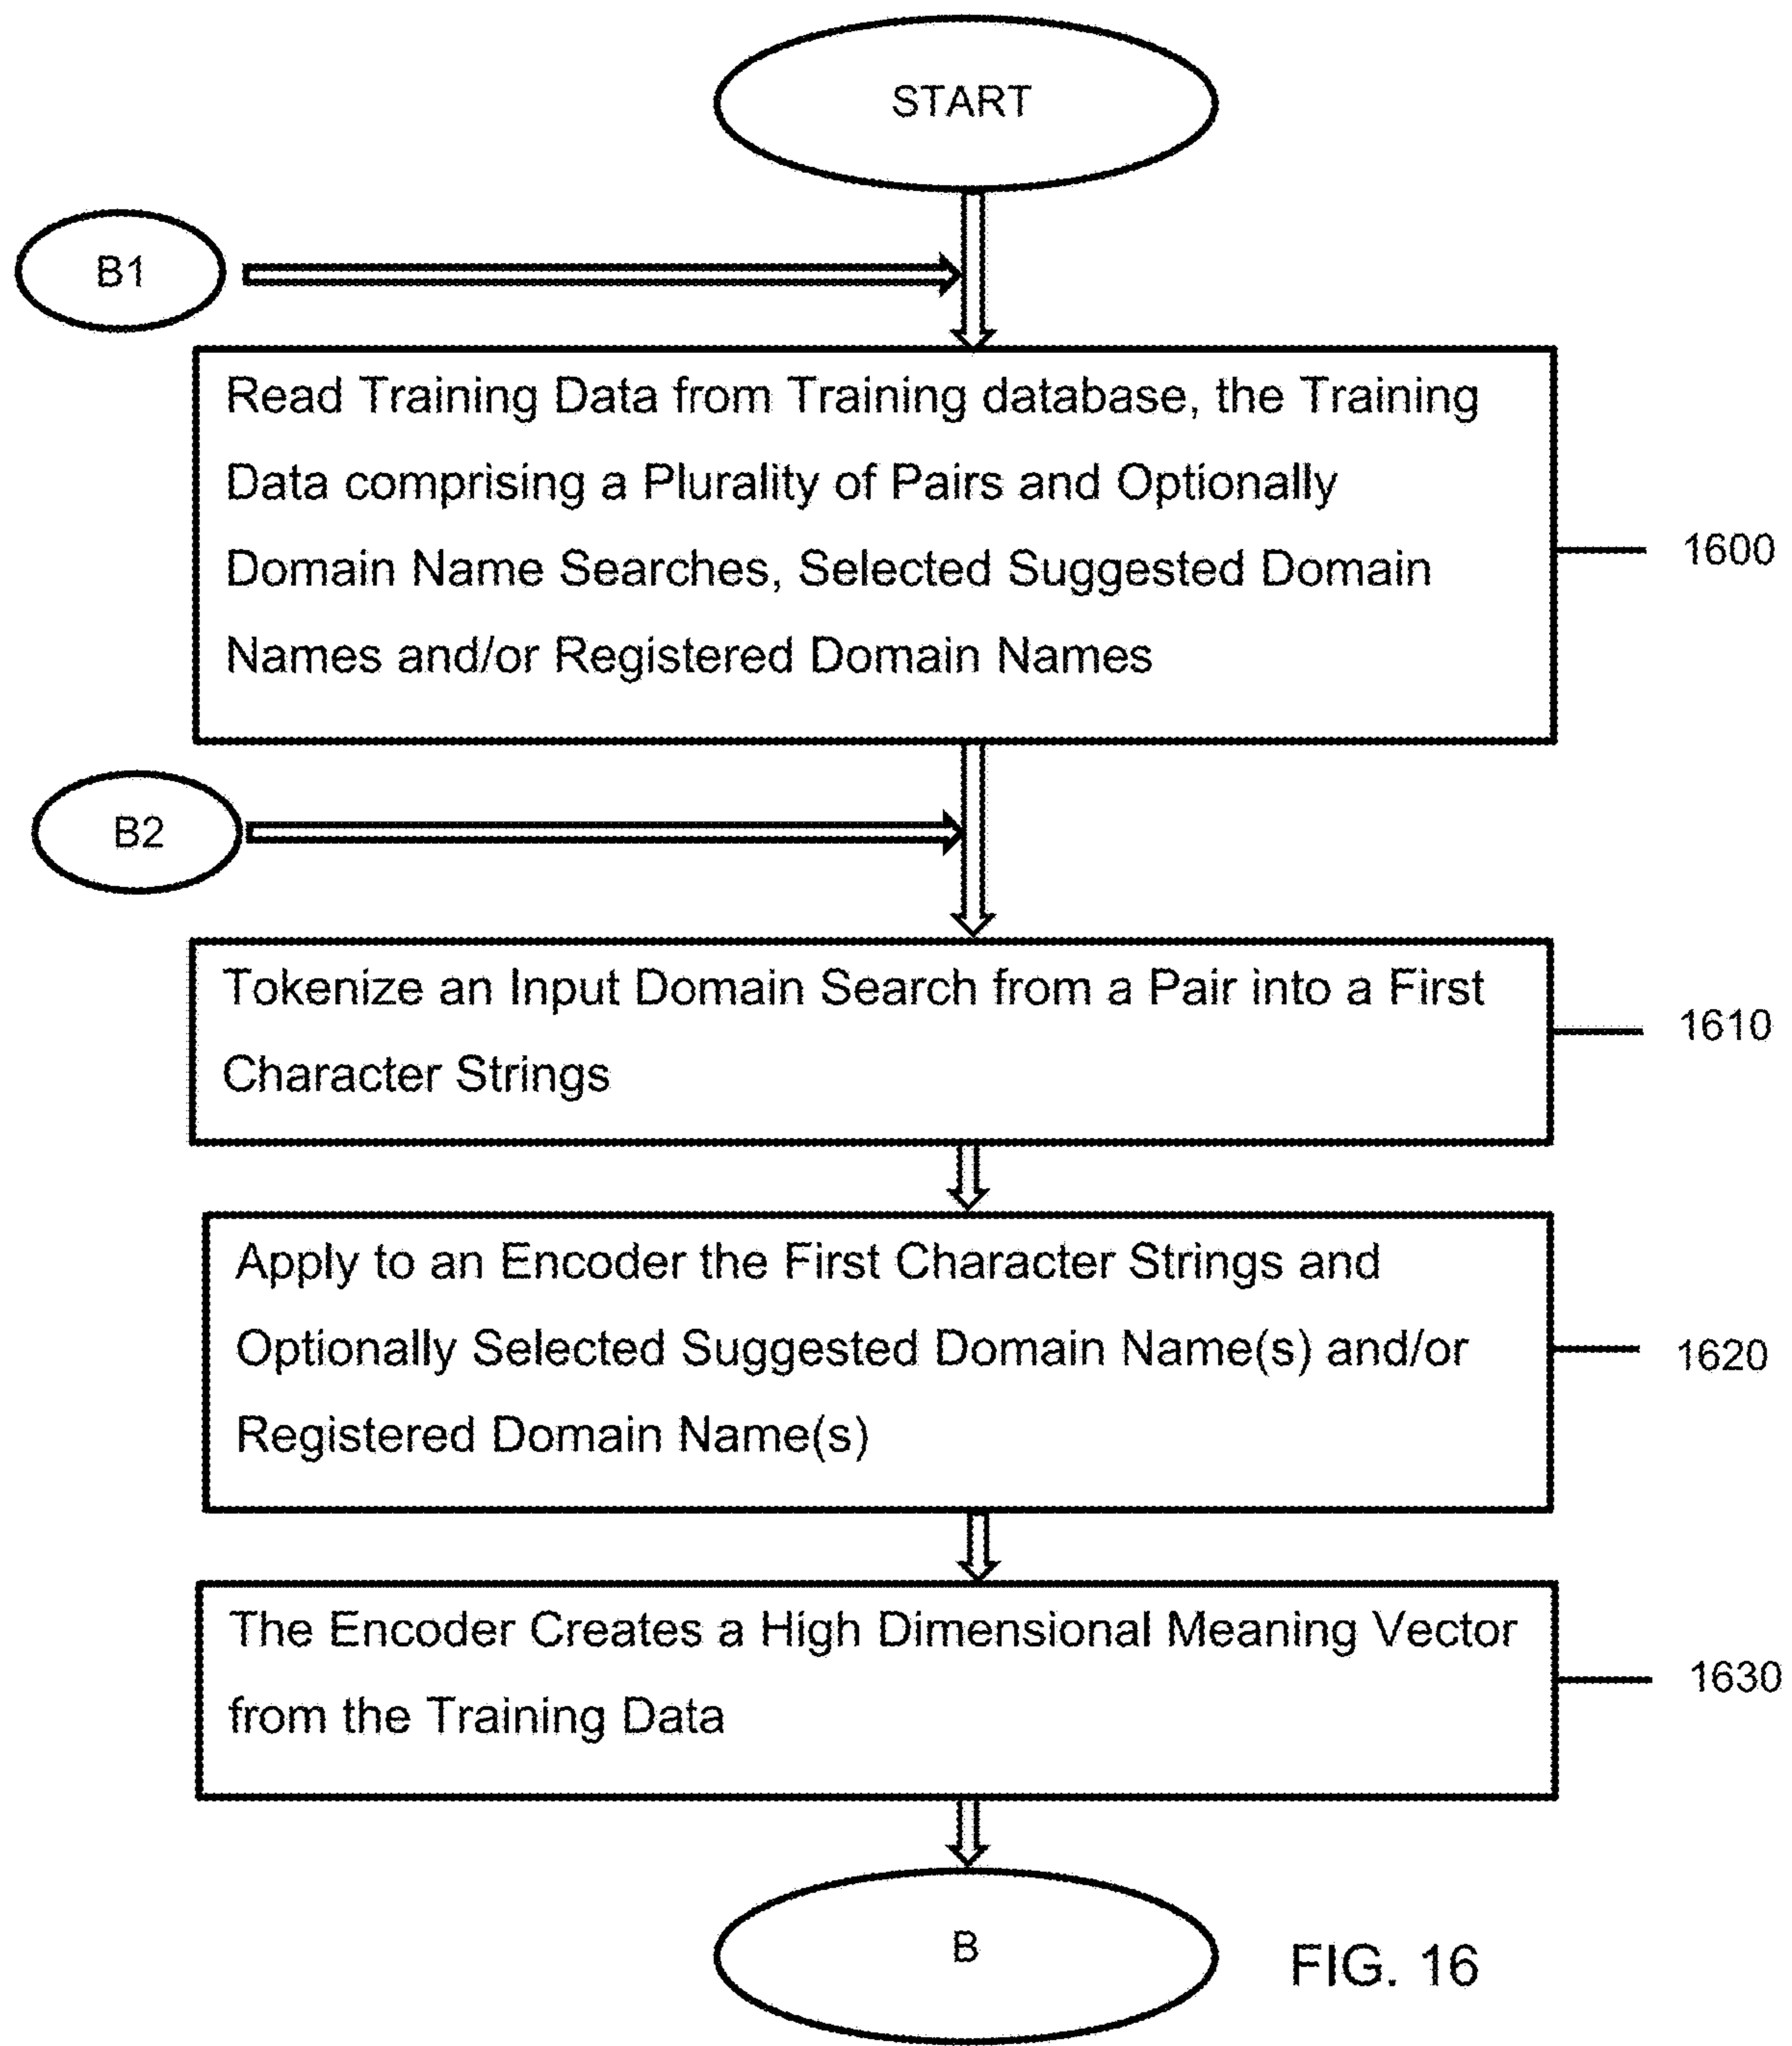 START
B1
Read Training Data from Training database, the Training
Data comprising a Plurality of Pairs and Optionally
Domain Name Searches, Selected Suggested Domain
Names and/or Registered Domain Names
1600
B2
Tokenize an Input Domain Search from a Pair into a First
Character Strings
1610
Apply to an Encoder the First Character Strings and
Optionally Selected Suggested Domain Name(s) and/or
Registered Domain Name(s)
1620
The Encoder Creates a High Dimensional Meaning Vector
from the Training Data
1630
B
FIG. 16